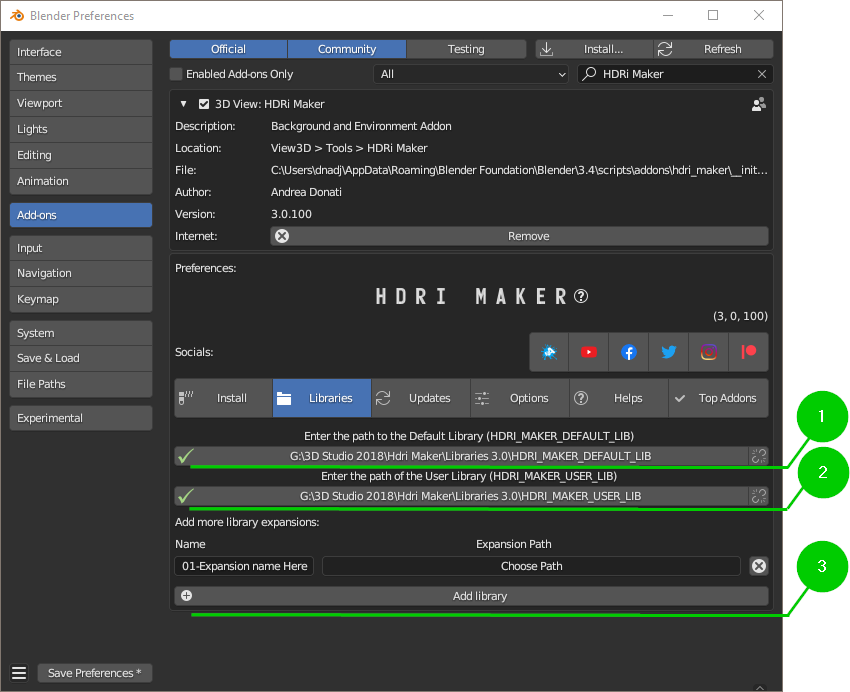 Blender Preferences
Interface
Themes
Viewport
Lights
Editing
Animation
Add-ons
Input
Navigation
Keymap
System
Save & Load
File Paths
Experimental
Save Preferences *
Official Community Testing Install... Refresh
Enabled Add-ons Only All HDRi Maker
3D View: HDRi Maker
Description: Background and Environment Addon
Location: View3D > Tools > HDRi Maker
File: C:\Users\dnadj\AppData\Roaming\Blender Foundation\Blender\3.4\scripts\addons\hdri_maker\__init...
Author: Andrea Donati
Version: 3.0.100
Internet: Remove
Preferences:
HDRI MAKER
(3, 0, 100)
Socials:
Install Libraries Updates Options Helps Top Addons
Enter the path to the Default Library (HDRI_MAKER_DEFAULT_LIB)
G:\3D Studio 2018\Hdri Maker\Libraries 3.0\HDRI_MAKER_DEFAULT_LIB
1
Enter the path of the User Library (HDRI_MAKER_USER_LIB)
G:\3D Studio 2018\Hdri Maker\Libraries 3.0\HDRI_MAKER_USER_LIB
2
Add more library expansions:
Name Expansion Path
01-Expansion name Here Choose Path
3
Add library